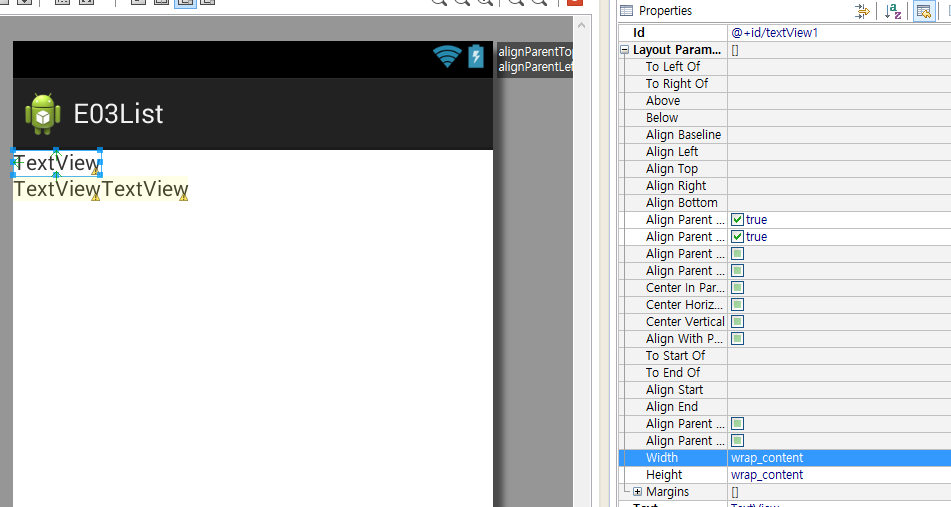 Properties
Id @+id/textView1
alignParentTop
alignParentLef
Layout Param... []
To Left Of
To Right Of
E03List
Above
Below
Align Baseline
TextView
Align Left
Align Top
TextViewTextView
Align Right
Align Bottom
Align Parent ... true
Align Parent ... true
Align Parent ...
Align Parent ...
Center In Par...
Center Horiz...
Center Vertical
Align With P...
To Start Of
To End Of
Align Start
Align End
Align Parent ...
Align Parent ...
Width wrap_content
Height wrap_content
Margins []
Text TextView